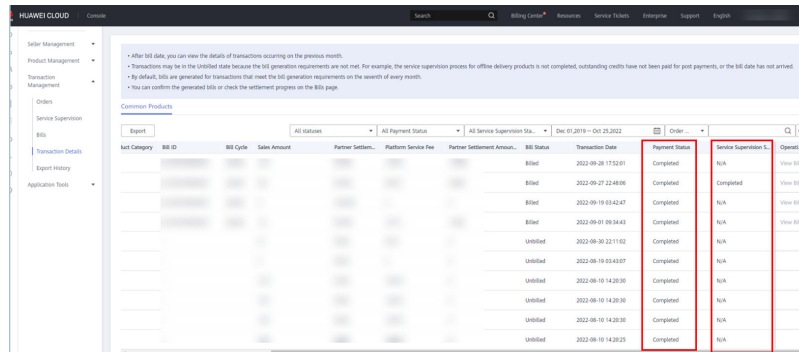 HUAWEI CLOUD Console Search Billing Center Resources Service Tickets Enterprise Support English
Seller Management
Product Management
Transaction Management
Orders
Service Supervision
Bills
Transaction Details
Export History
Application Tools
• After bill date, you can view the details of transactions occurring on the previous month.
• Transactions may be in the Unbilled state because the bill generation requirements are not met. For example, the service supervision process for offline delivery products is not completed, outstanding credits have not been paid for post payments, or the bill date has not arrived.
• By default, bills are generated for transactions that meet the bill generation requirements on the seventh of every month.
• You can confirm the generated bills or check the settlement progress on the Bills page.
Common Products
Export All statuses All Payment Status All Service Supervision Sta... Dec 01,2019 -- Oct 25,2022 Order ...
duct Category Bill ID Bill Cycle Sales Amount Partner Settlem... Platform Service Fee Partner Settlement Amoun... Bill Status Transaction Date Payment Status Service Supervision S... Operati
Billed 2022-09-28 17:52:01 Completed N/A View Bil
Billed 2022-09-27 22:48:06 Completed Completed View Bil
Billed 2022-09-19 03:42:47 Completed N/A View Bil
Billed 2022-09-01 09:34:43 Completed N/A View Bil
Unbilled 2022-08-30 22:11:02 Completed N/A
Unbilled 2022-08-19 03:43:07 Completed N/A
Unbilled 2022-08-10 14:20:30 Completed N/A
Unbilled 2022-08-10 14:20:30 Completed N/A
Unbilled 2022-08-10 14:20:30 Completed N/A
Unbilled 2022-08-10 14:20:25 Completed N/A